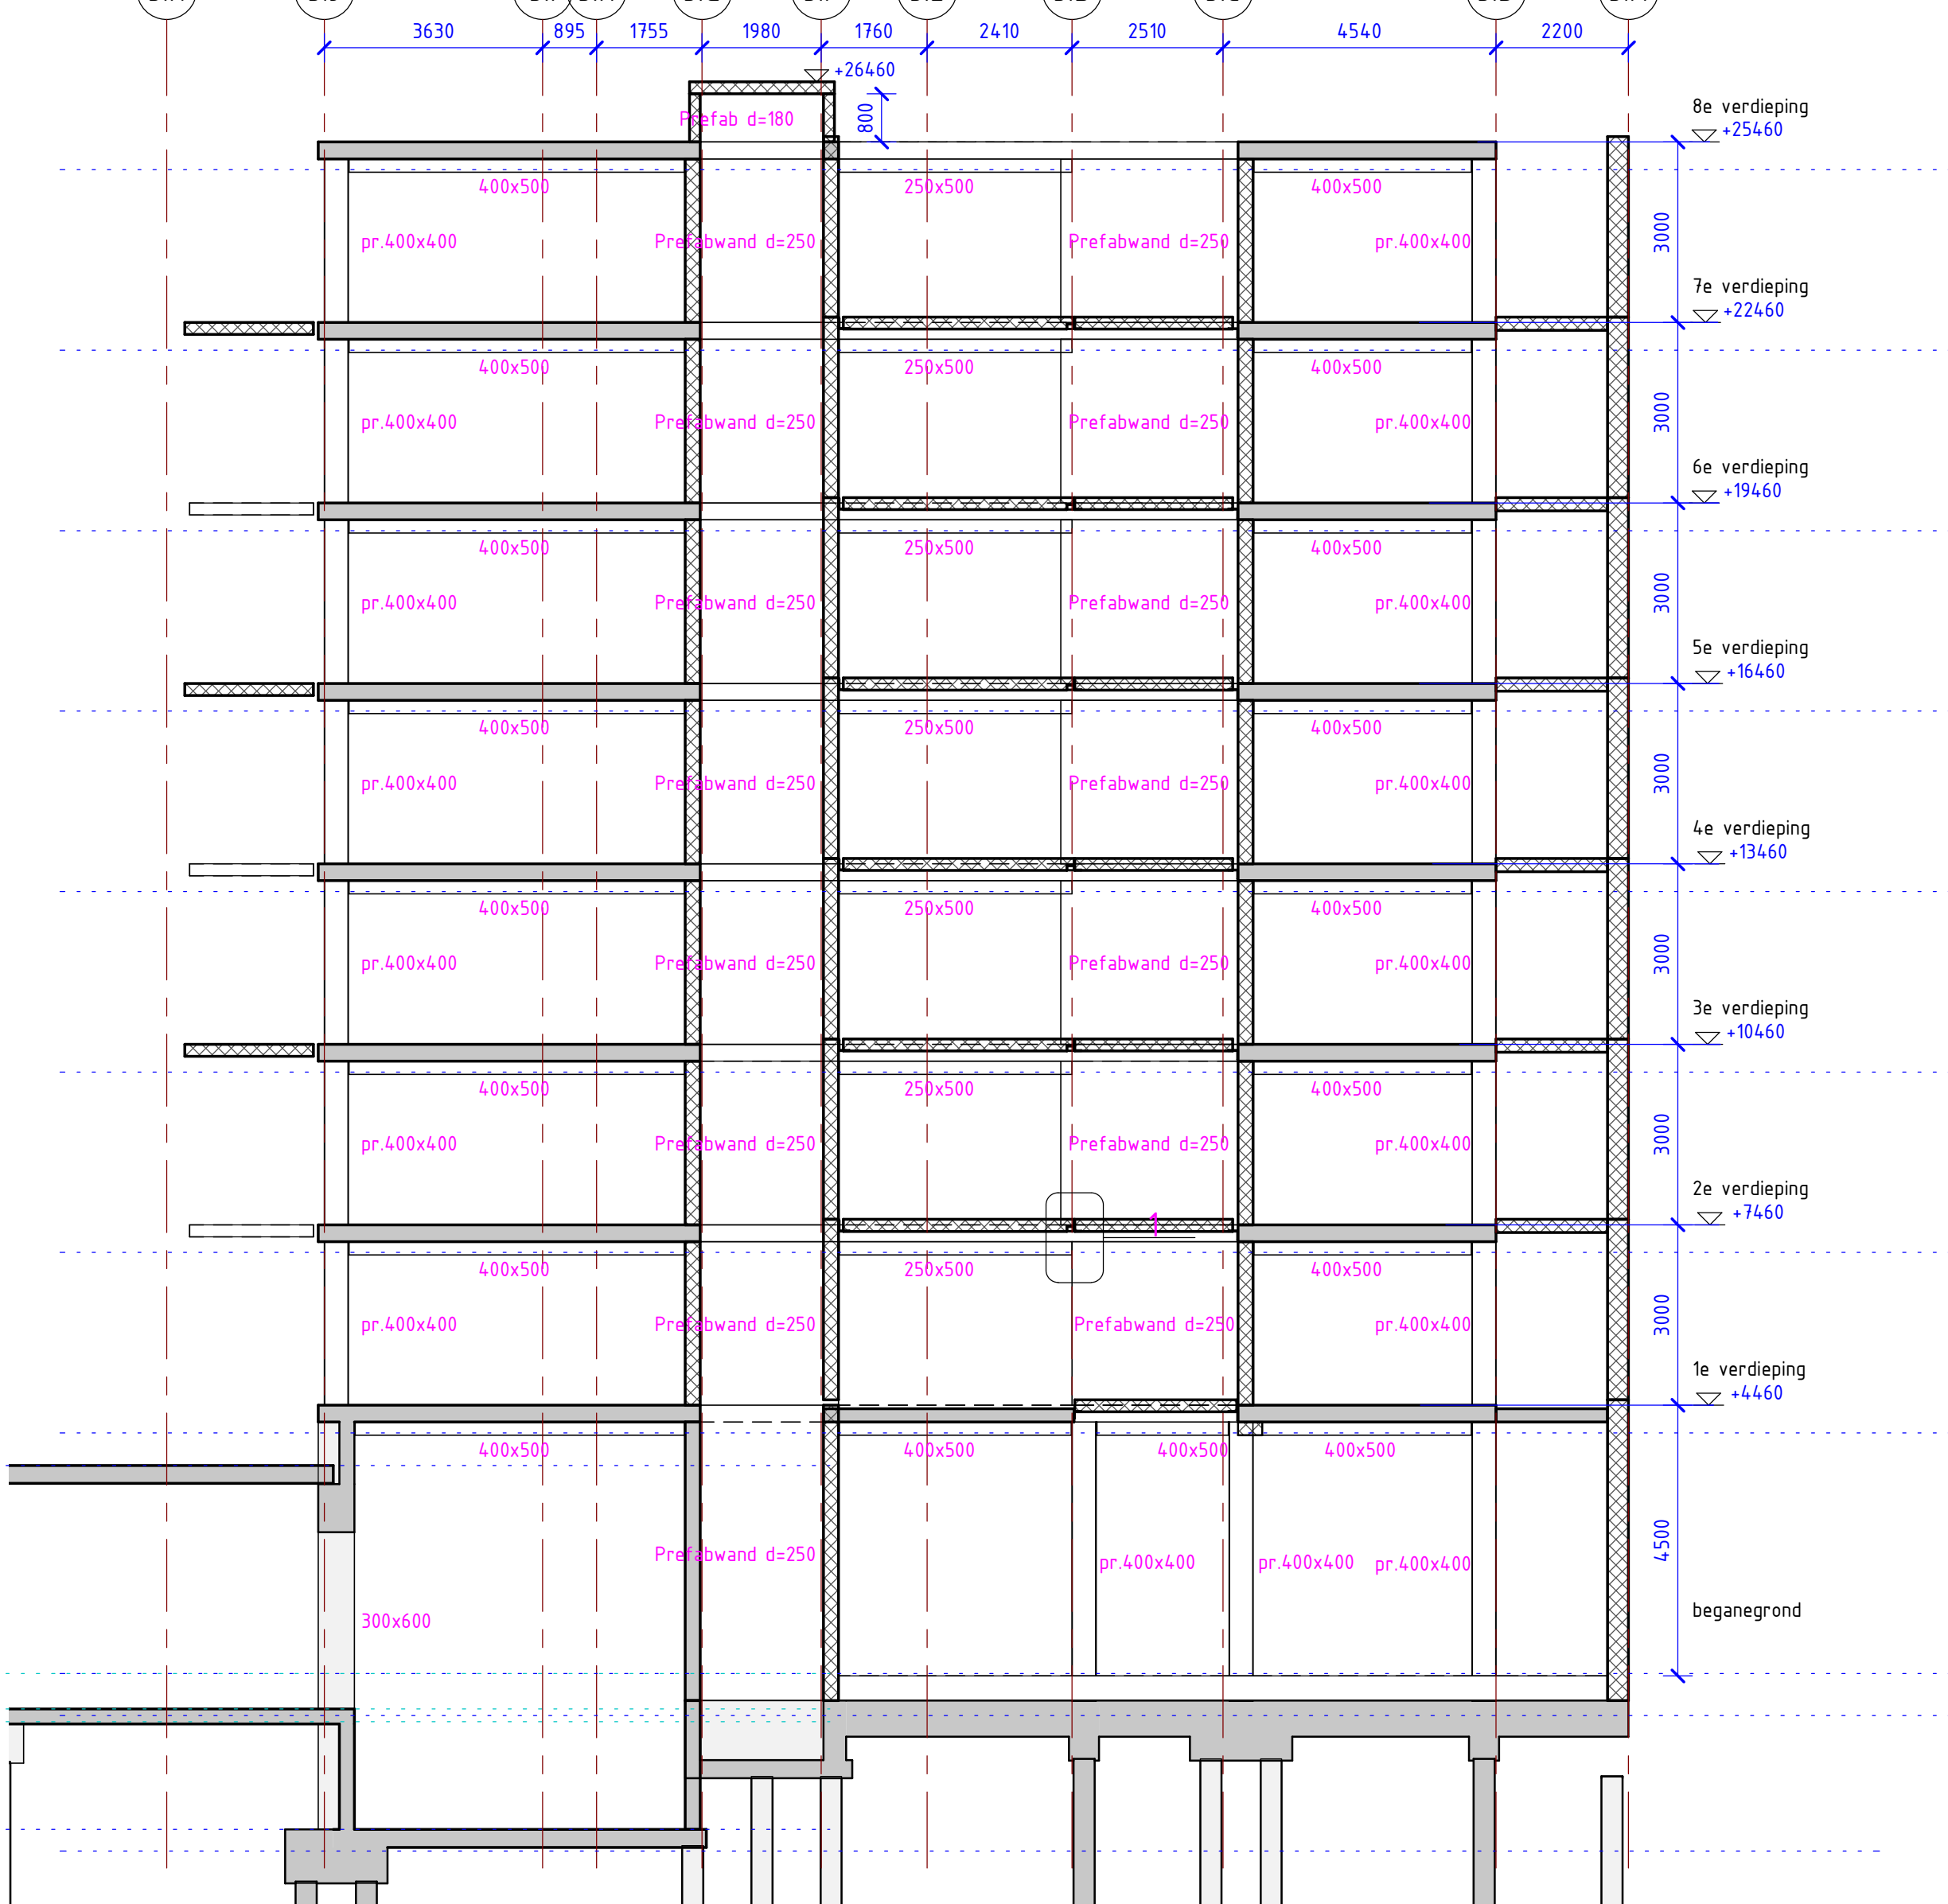 3630 895 1755 1980 1760 2410 2510 4540 2200
+26460
800
Prefab d=180
8e verdieping
+25460
400x500 250x500 400x500
pr.400x400 Prefabwand d=250 Prefabwand d=250 pr.400x400
3000
7e verdieping
+22460
400x500 250x500 400x500
pr.400x400 Prefabwand d=250 Prefabwand d=250 pr.400x400
3000
6e verdieping
+19460
400x500 250x500 400x500
pr.400x400 Prefabwand d=250 Prefabwand d=250 pr.400x400
3000
5e verdieping
+16460
400x500 250x500 400x500
pr.400x400 Prefabwand d=250 Prefabwand d=250 pr.400x400
3000
4e verdieping
+13460
400x500 250x500 400x500
pr.400x400 Prefabwand d=250 Prefabwand d=250 pr.400x400
3000
3e verdieping
+10460
400x500 250x500 400x500
pr.400x400 Prefabwand d=250 Prefabwand d=250 pr.400x400
3000
2e verdieping
+7460
1
400x500 250x500 400x500
pr.400x400 Prefabwand d=250 Prefabwand d=250 pr.400x400
3000
1e verdieping
+4460
400x500 400x500 400x500 400x500
Prefabwand d=250 pr.400x400 pr.400x400 pr.400x400
4500
beganegrond
300x600